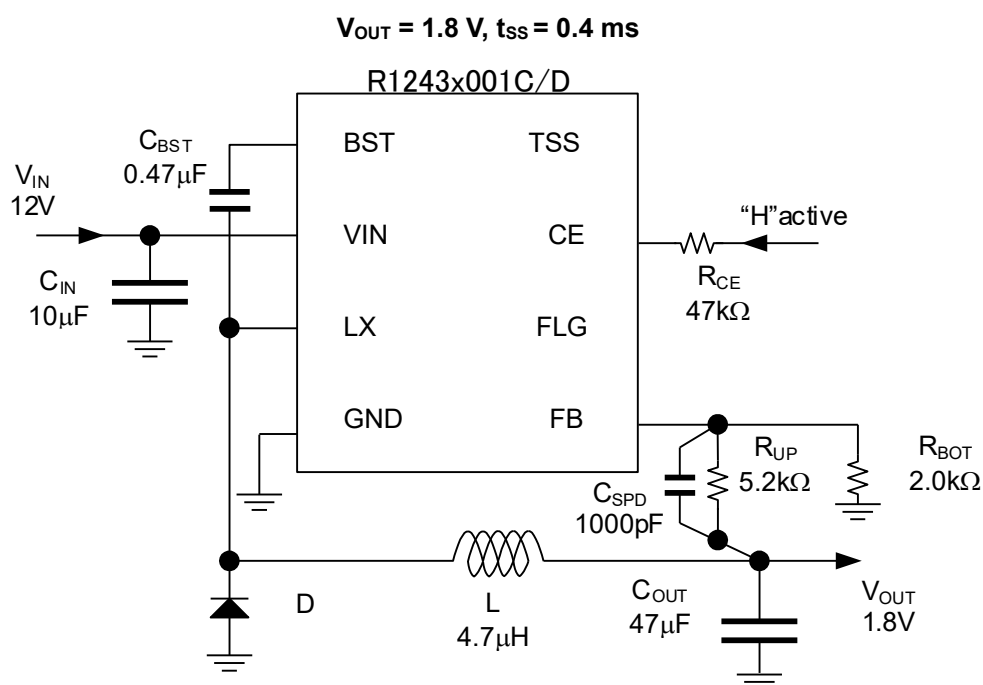 VOUT = 1.8 V, tSS = 0.4 ms
R1243x001C/D
BST
TSS
CBST
0.47μF
VIN
12V
VIN
CE
"H"active
RCE
47kΩ
CIN
10μF
LX
FLG
GND
FB
RUP
5.2kΩ
RBOT
2.0kΩ
CSPD
1000pF
D
L
4.7μH
COUT
47μF
VOUT
1.8V